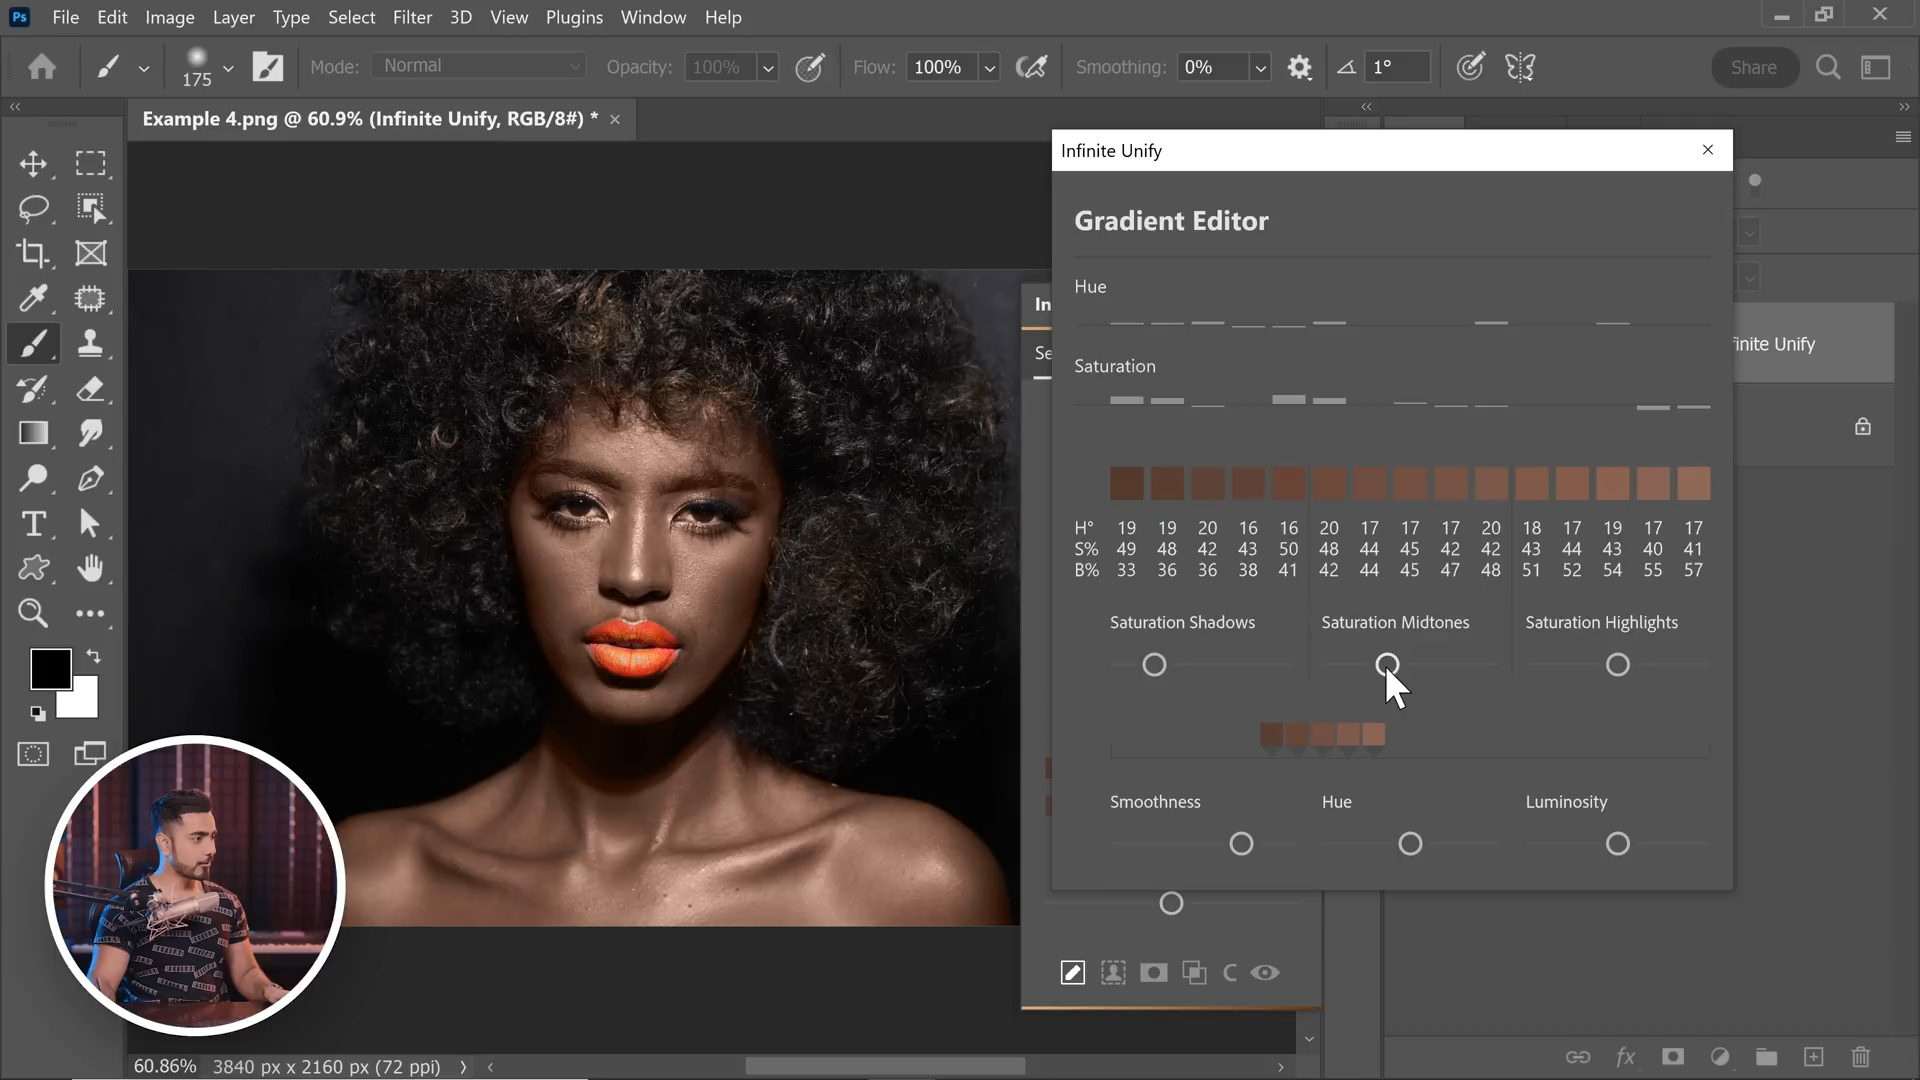 Ps File Edit Image Layer Type Select Filter 3D View Plugins Window Help
175 Mode: Normal Opacity: 100% Flow: 100% Smoothing: 0% 1° Share
Example 4.png @ 60.9% (Infinite Unify, RGB/8#) * ×
Infinite Unify
Gradient Editor
Hue
Saturation
H° 19 19 20 16 16 20 17 17 17 20 18 17 19 17 17
S% 49 48 42 43 50 48 44 45 42 42 43 44 43 40 41
B% 33 36 36 38 41 42 44 45 47 48 51 52 54 55 57
Saturation Shadows Saturation Midtones Saturation Highlights
Smoothness Hue Luminosity
In
Se
finite Unify
C
60.86% 3840 px x 2160 px (72 ppi)
fx